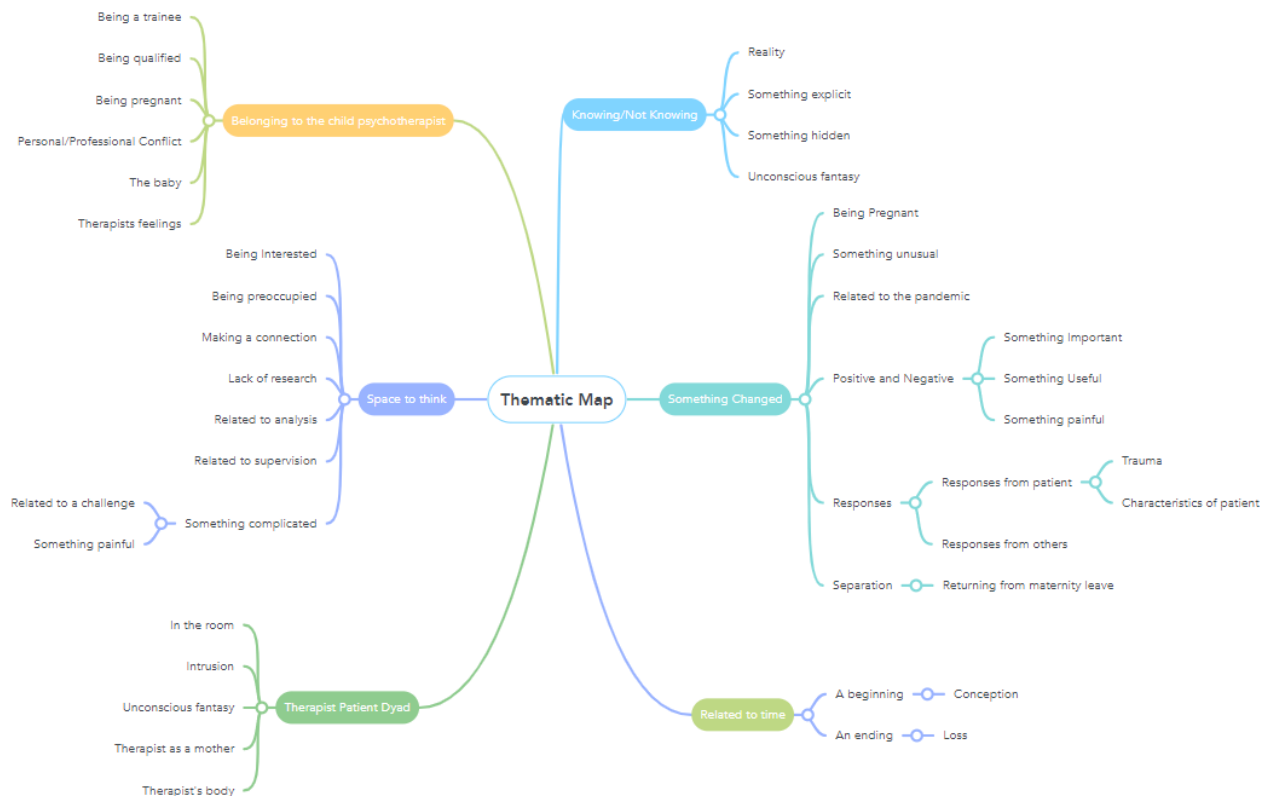 Thematic Map
Belonging to the child psychotherapist
Being a trainee
Being qualified
Being pregnant
Personal/Professional Conflict
The baby
Therapists feelings
Space to think
Being Interested
Being preoccupied
Making a connection
Lack of research
Related to analysis
Related to supervision
Something complicated
Related to a challenge
Something painful
Therapist Patient Dyad
In the room
Intrusion
Unconscious fantasy
Therapist as a mother
Therapist's body
Knowing/Not Knowing
Reality
Something explicit
Something hidden
Unconscious fantasy
Something Changed
Being Pregnant
Something unusual
Related to the pandemic
Positive and Negative
Something Important
Something Useful
Something painful
Responses
Responses from patient
Trauma
Characteristics of patient
Responses from others
Separation
Returning from maternity leave
Related to time
A beginning
Conception
An ending
Loss